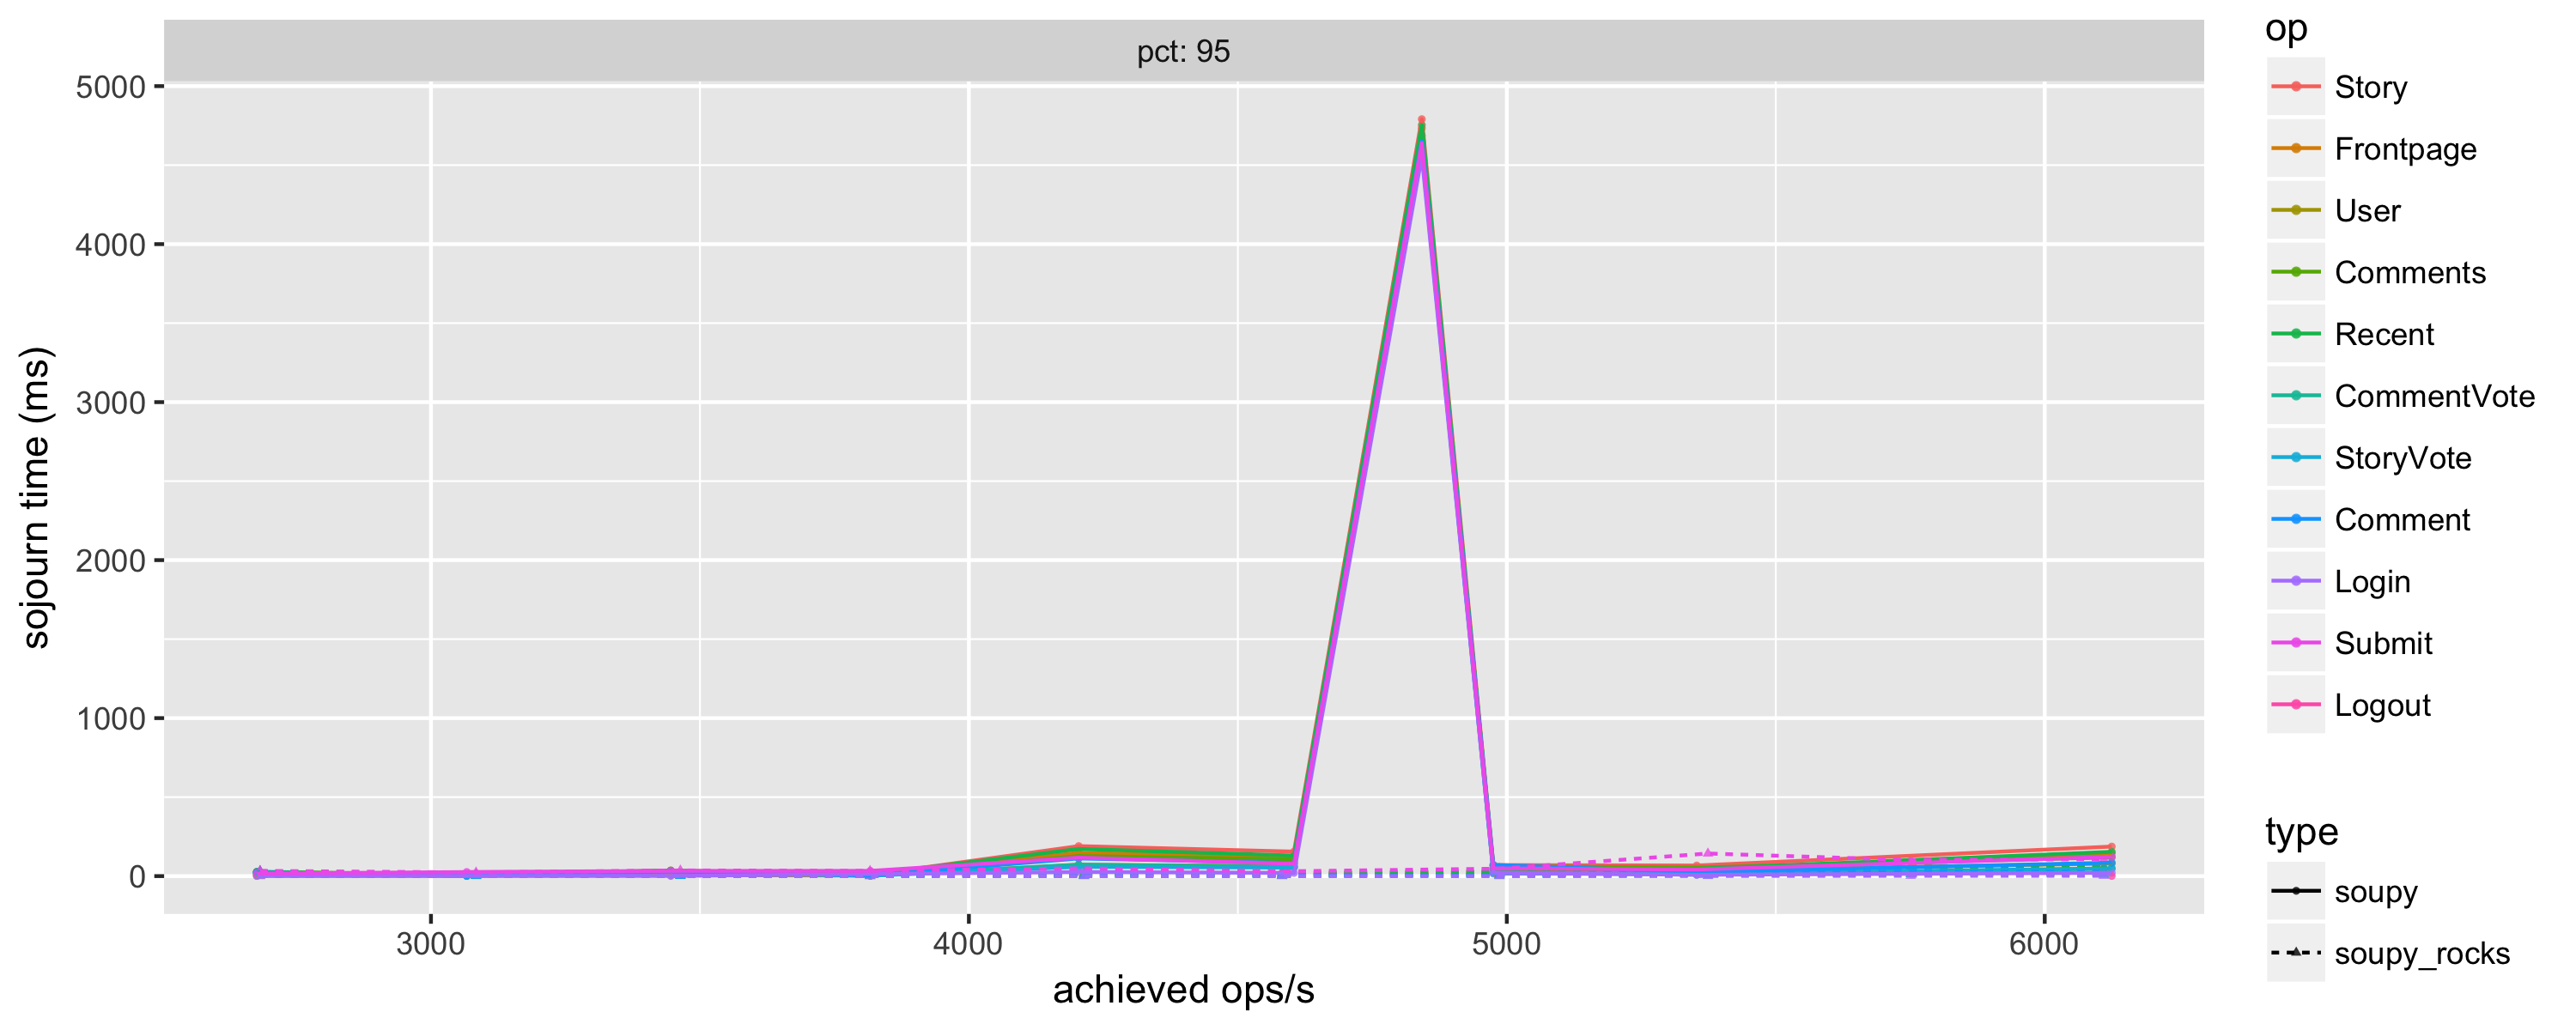 pct: 95
5000
4000
3000
2000
1000
0
sojourn time (ms)
3000
4000
5000
6000
achieved ops/s
op
Story
Frontpage
User
Comments
Recent
CommentVote
StoryVote
Comment
Login
Submit
Logout
type
soupy
soupy_rocks